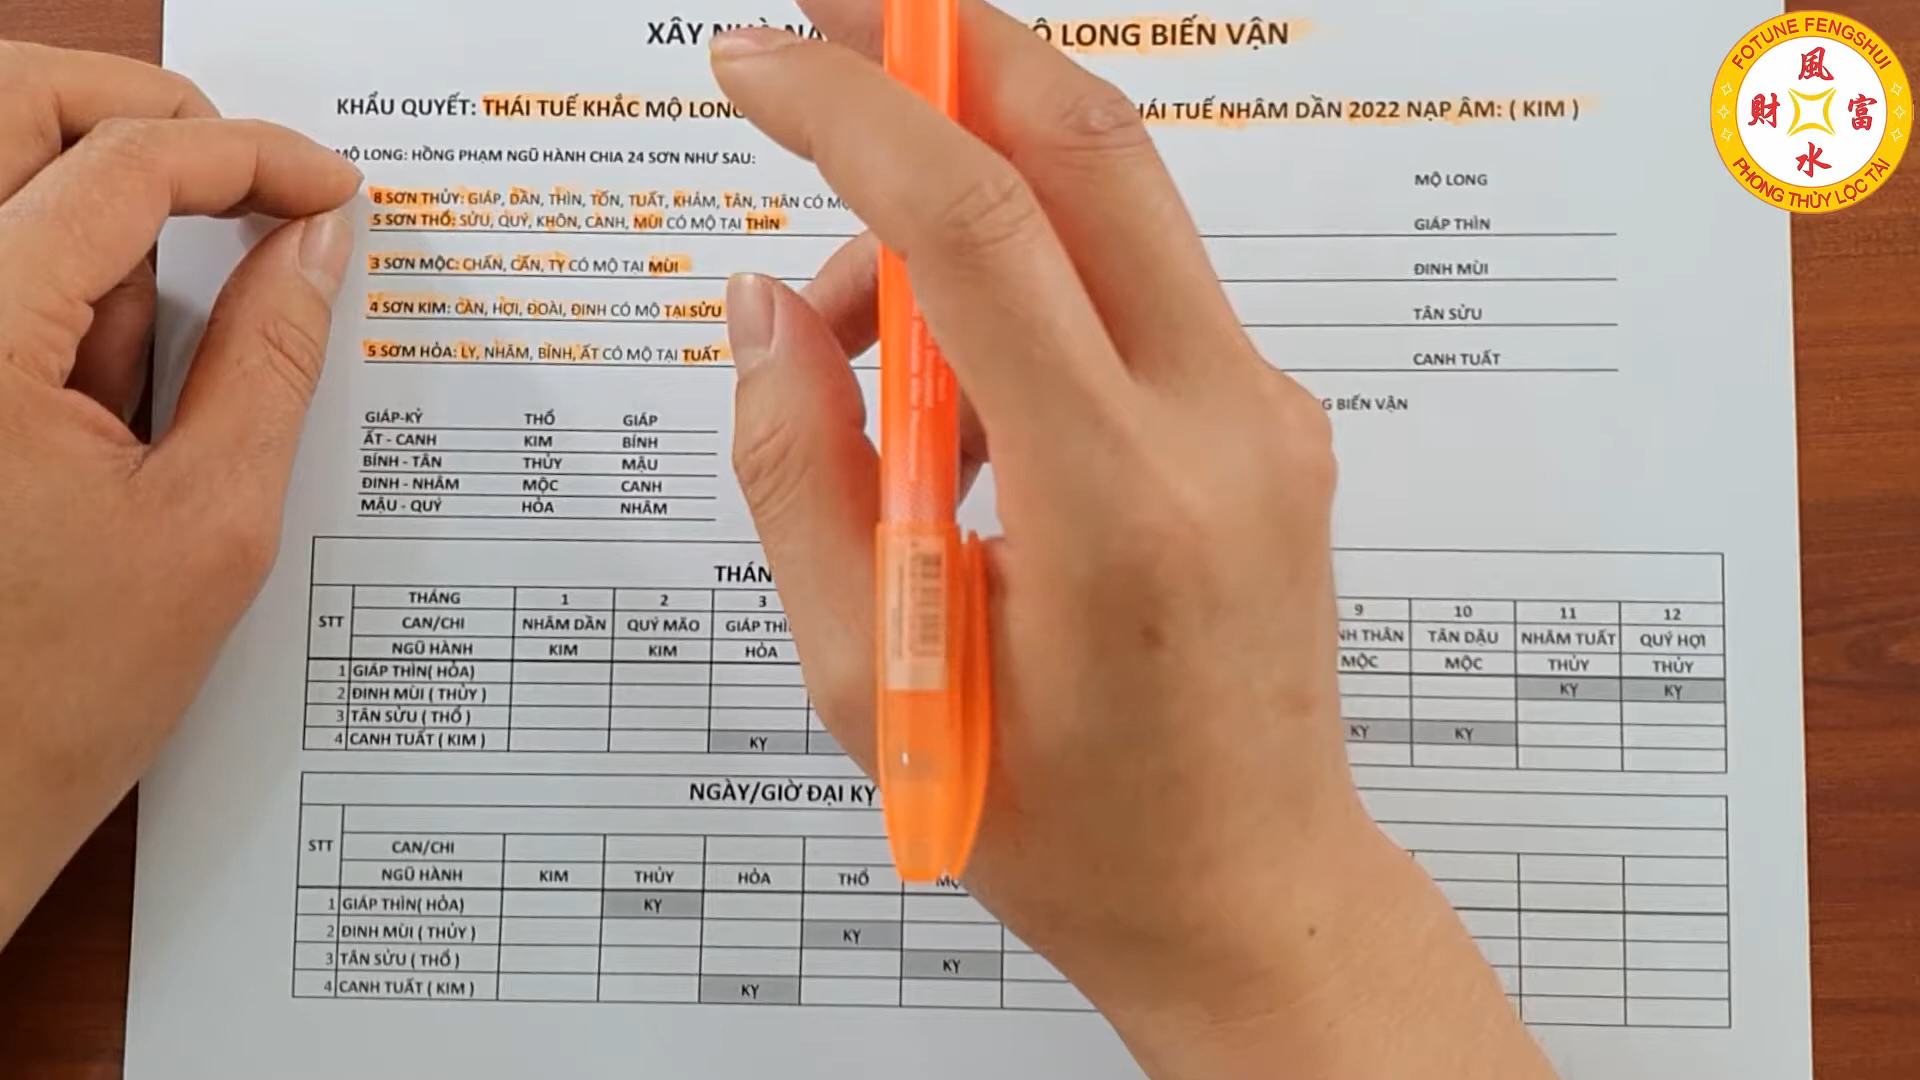 XÂY NHÀ LONG BIẾN VẬN
KHẨU QUYẾT: THÁI TUẾ KHẮC MỘ LONG THÁI TUẾ NHÂM DẦN 2022 NẠP ÂM: ( KIM )
MỘ LONG: HỒNG PHẠM NGŨ HÀNH CHIA 24 SƠN NHƯ SAU:
MỘ LONG
8 SƠN THỦY: GIÁP, DẦN, THÌN, TỐN, TUẤT, KHẢM, TÂN, THÂN CÓ
5 SƠN THỔ: SỬU, QUÝ, KHÔN, CANH, MÙI CÓ MỘ TẠI THÌN GIÁP THÌN
3 SƠN MỘC: CHẤN, CẤN, TỴ CÓ MỘ TẠI MÙI ĐINH MÙI
4 SƠN KIM: CÀN, HỢI, ĐOÀI, ĐINH CÓ MỘ TẠI SỬU TÂN SỬU
5 SƠM HỎA: LY, NHÂM, BÍNH, ẤT CÓ MỘ TẠI TUẤT CANH TUẤT
BIẾN VẬN
GIÁP-KỶ THỔ GIÁP
ẤT - CANH KIM BÍNH
BÍNH - TÂN THỦY MẬU
ĐINH - NHÂM MỘC CANH
MẬU - QUÝ HỎA NHÂM
STT THÁNG 1 2 3 9 10 11 12
CAN/CHI NHÂM DẦN QUÝ MÃO GIÁP THÂN TÂN DẬU NHÂM TUẤT QUÝ HỢI
NGŨ HÀNH KIM KIM HỎA MỘC MỘC THỦY THỦY
1 GIÁP THÌN( HỎA) KỴ KỴ
2 ĐINH MÙI ( THỦY )
3 TÂN SỬU ( THỔ ) KỴ KỴ
4 CANH TUẤT ( KIM ) KỴ
NGÀY/GIỜ ĐẠI KỴ
STT CAN/CHI
NGŨ HÀNH KIM THỦY HỎA THỔ
1 GIÁP THÌN( HỎA) KỴ
2 ĐINH MÙI ( THỦY ) KỴ
3 TÂN SỬU ( THỔ ) KỴ
4 CANH TUẤT ( KIM ) KỴ
FOTUNE FENGSHUI
風
財 富
水
PHONG THỦY LỘC TÀI